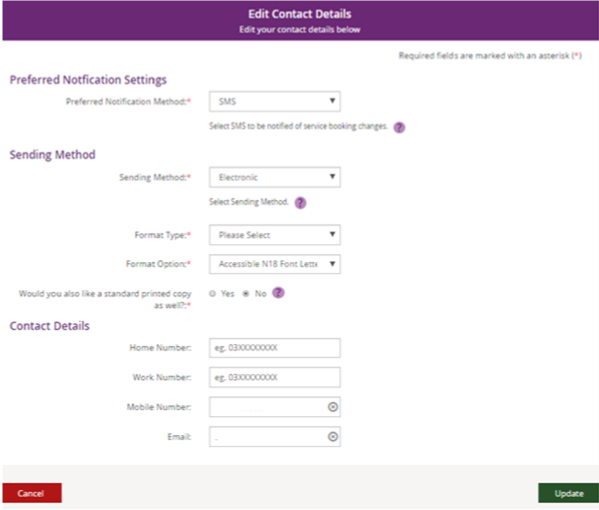 Edit Contact Details
Edit your contact details below
Required fields are marked with an asterisk (*)
Preferred Notfication Settings
Preferred Notification Method:* SMS
Select SMS to be notified of service booking changes. ?
Sending Method
Sending Method:* Electronic
Select Sending Method. ?
Format Type:* Please Select
Format Option:* Accessible N18 Font Lette
Would you also like a standard printed copy
as well?:* Yes No ?
Contact Details
Home Number: eg. 03XXXXXXXX
Work Number: eg. 03XXXXXXXX
Mobile Number:
Email: .
Cancel Update